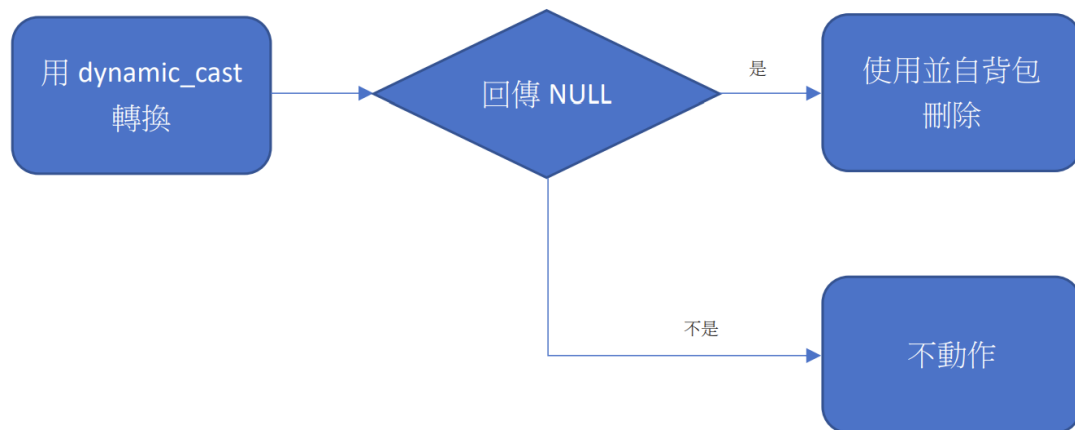 用 dynamic_cast
轉換
回傳 NULL
是
使用並自背包
刪除
不是
不動作